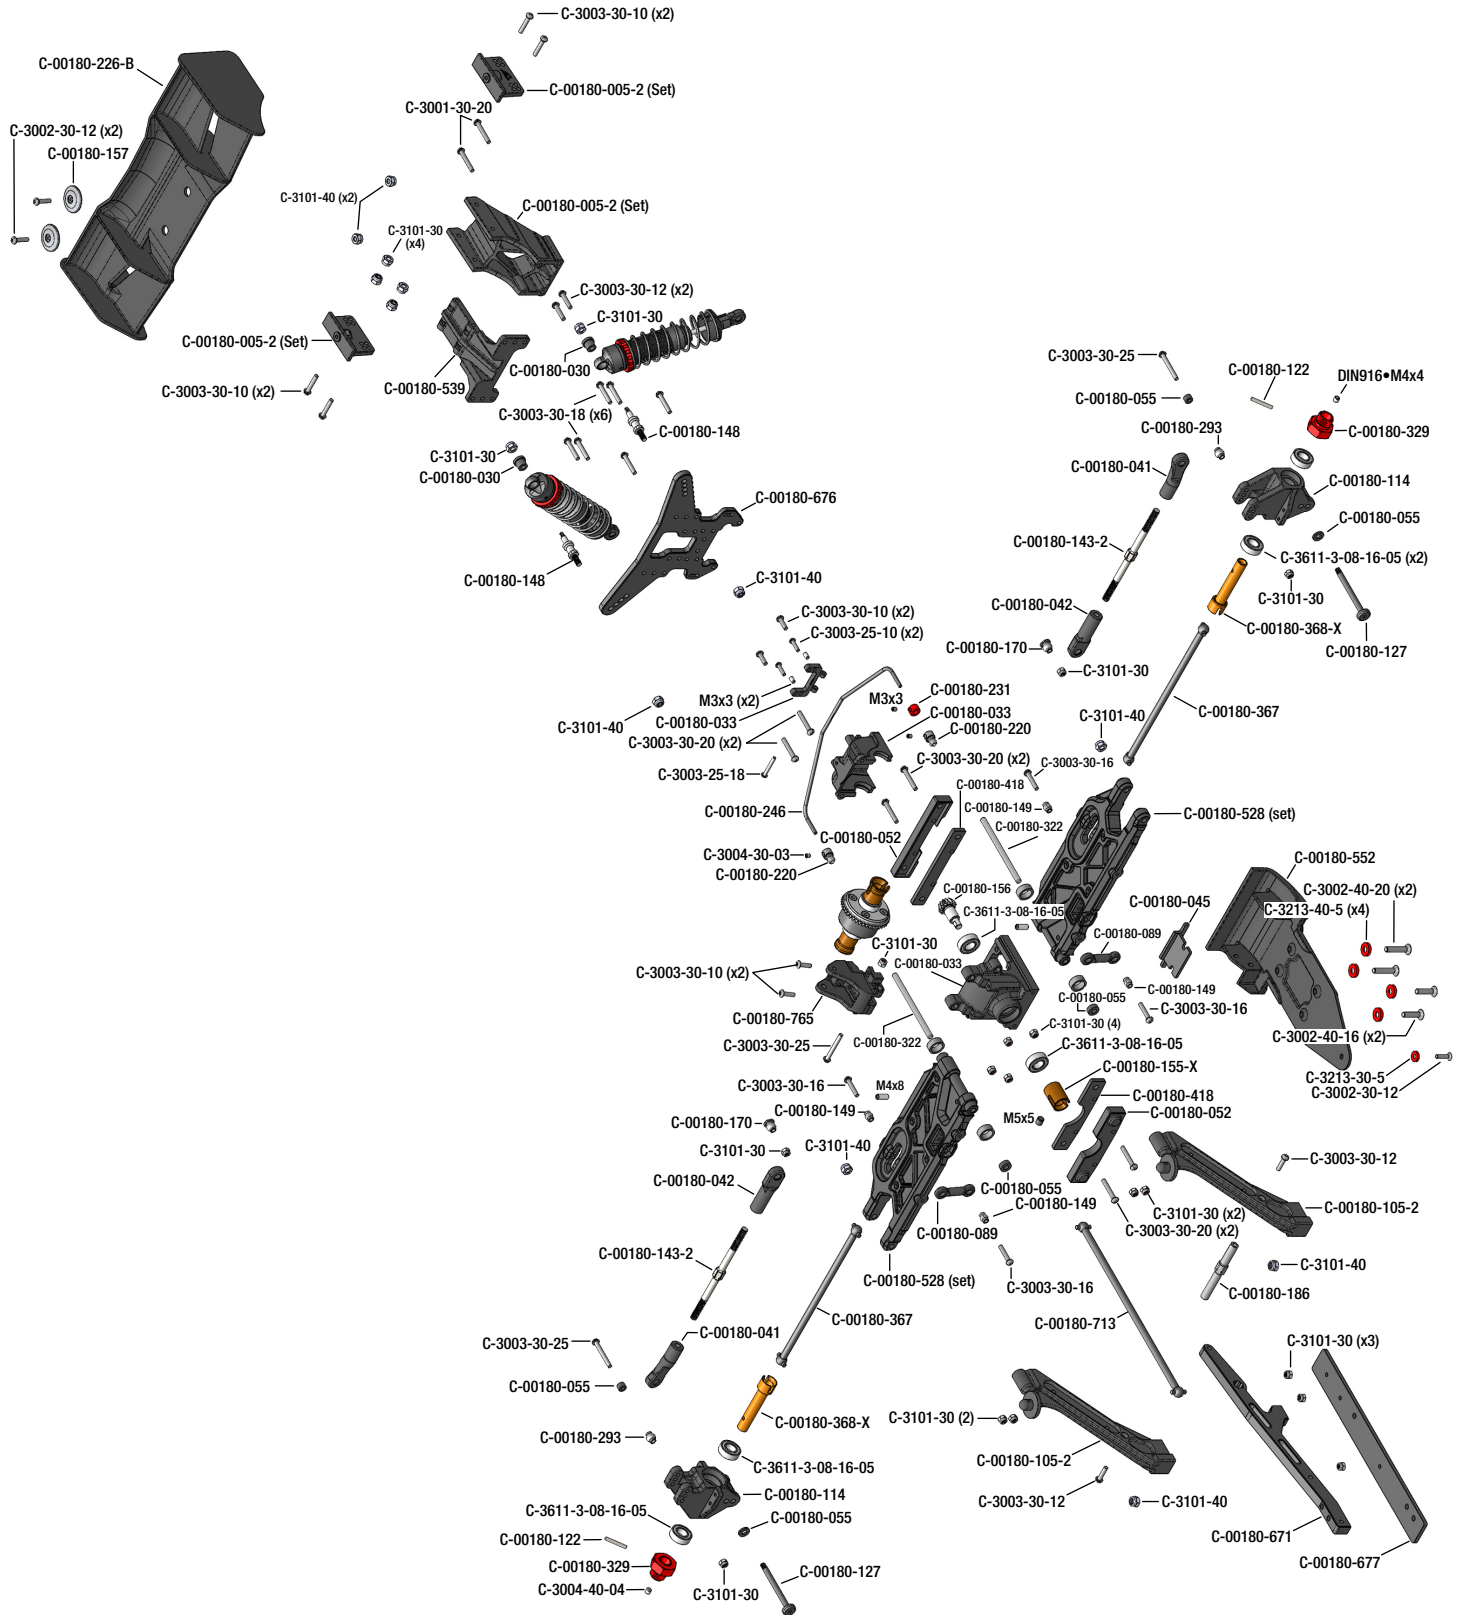 C-3003-30-10 (x2)
C-00180-226-B
C-00180-005-2 (Set)
C-3001-30-20
C-3002-30-12 (x2)
C-00180-157
C-3101-40 (x2)
C-00180-005-2 (Set)
C-3101-30
(x4)
C-3003-30-12 (x2)
C-3101-30
C-00180-005-2 (Set)
C-00180-030
C-00180-539
C-3003-30-10 (x2)
C-3003-30-18 (x6)
C-00180-148
C-3101-30
C-00180-030
C-00180-676
C-00180-148
C-3101-40
C-3003-30-25
C-00180-122
DIN916•M4x4
C-00180-055
C-00180-293
C-00180-329
C-00180-041
C-00180-114
C-00180-055
C-00180-143-2
C-3611-3-08-16-05 (x2)
C-3101-30
C-00180-042
C-00180-368-X
C-00180-127
C-00180-170
C-3101-30
C-00180-367
C-3101-40
C-3003-30-10 (x2)
C-3003-25-10 (x2)
M3x3 (x2)
M3x3
C-00180-231
C-00180-033
C-00180-033
C-3101-40
C-00180-220
C-3003-30-20 (x2)
C-3003-30-20 (x2)
C-3003-30-16
C-3003-25-18
C-00180-418
C-00180-149
C-00180-246
C-00180-322
C-00180-528 (set)
C-00180-052
C-3004-30-03
C-00180-220
C-00180-552
C-00180-156
C-3002-40-20 (x2)
C-3611-3-08-16-05
C-00180-045
C-3213-40-5 (x4)
C-00180-089
C-3101-30
C-00180-033
C-3003-30-10 (x2)
C-00180-149
C-00180-055
C-3003-30-16
C-00180-765
C-3101-30 (4)
C-3002-40-16 (x2)
C-3003-30-25
C-00180-322
C-3611-3-08-16-05
C-00180-155-X
C-3213-30-5
C-3002-30-12
C-3003-30-16
M4x8
C-00180-418
C-00180-149
C-00180-052
C-00180-170
M5x5
C-3101-30
C-3101-40
C-3003-30-12
C-00180-042
C-00180-055
C-00180-149
C-3101-30 (x2)
C-00180-105-2
C-3003-30-20 (x2)
C-00180-089
C-00180-143-2
C-3101-40
C-00180-528 (set)
C-3003-30-16
C-00180-186
C-00180-367
C-00180-713
C-00180-041
C-3003-30-25
C-3101-30 (x3)
C-00180-055
C-00180-368-X
C-3101-30 (2)
C-00180-293
C-00180-105-2
C-3611-3-08-16-05
C-00180-114
C-3003-30-12
C-3101-40
C-3611-3-08-16-05
C-00180-055
C-00180-671
C-00180-122
C-00180-677
C-00180-329
C-00180-127
C-3004-40-04
C-3101-30